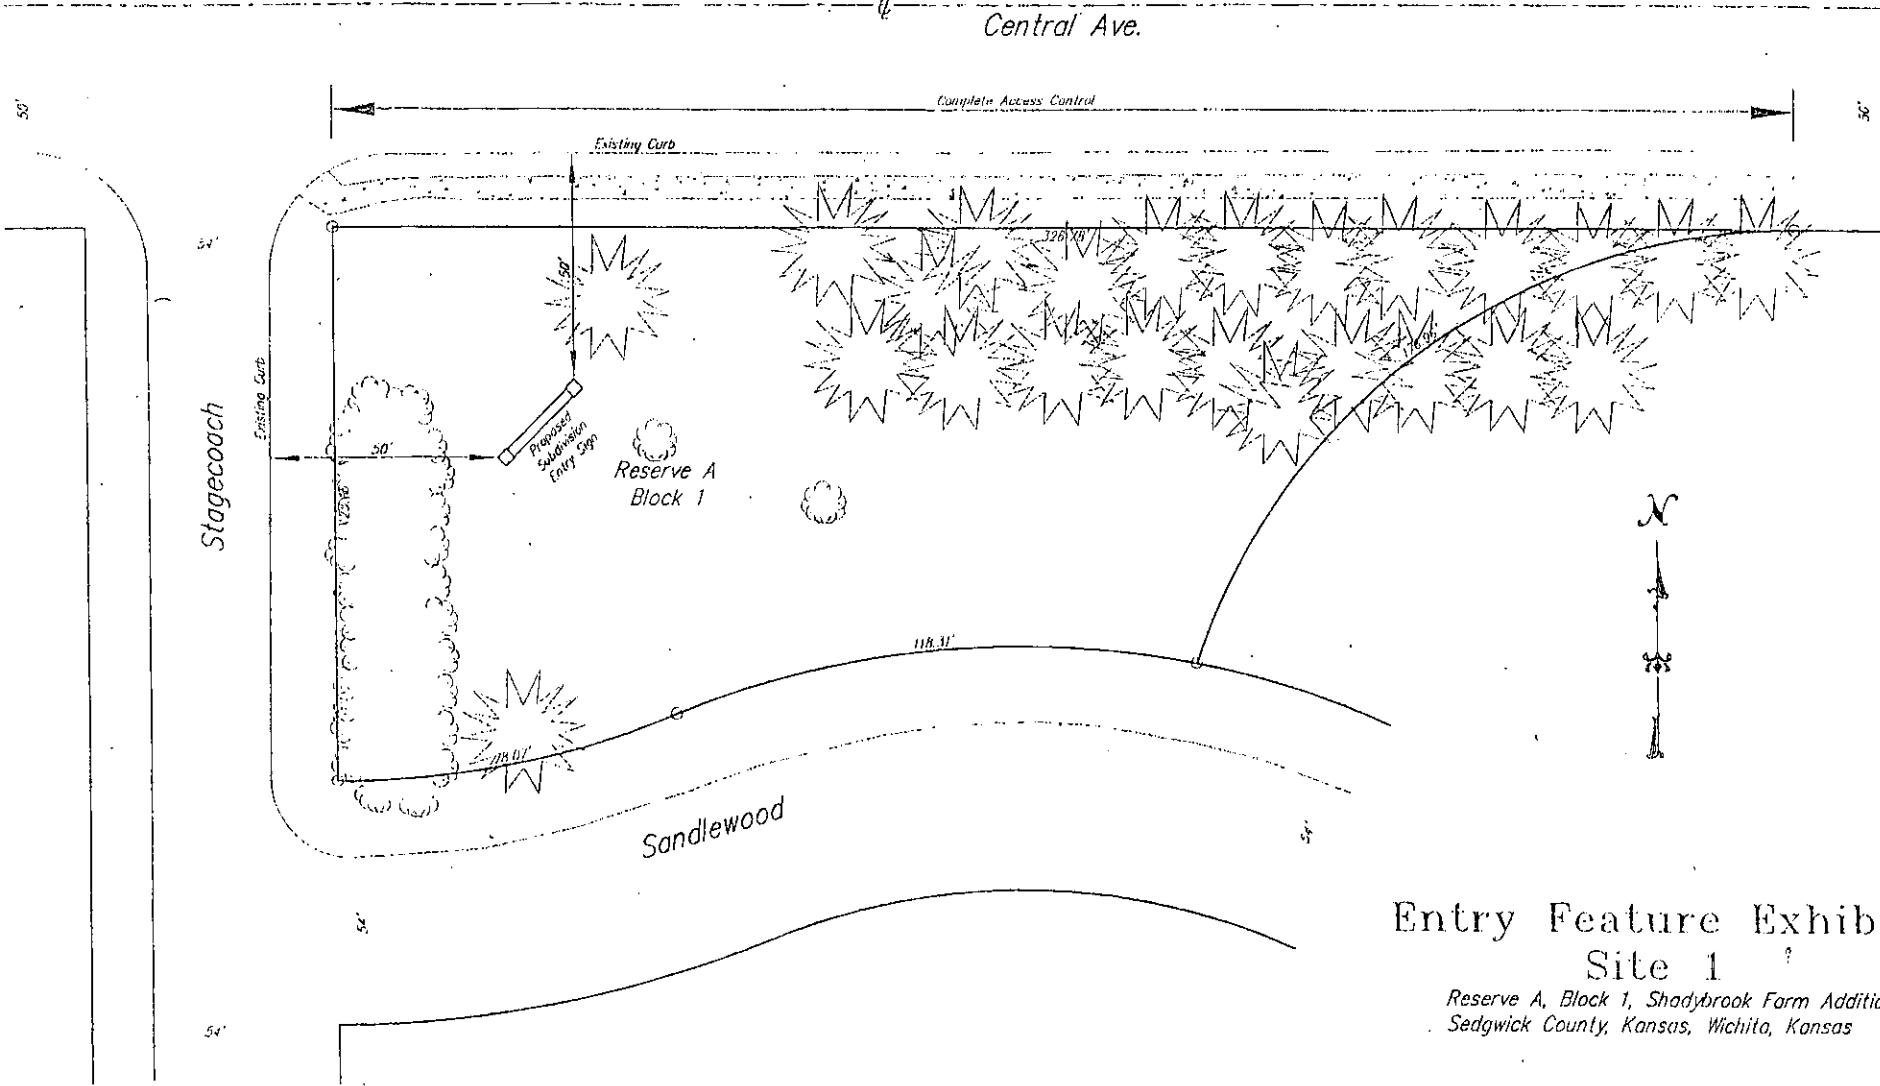 ℄
Central Ave.
50'
Complete Access Control
50'
Existing Curb
54'
50'
Existing Curb
Stagecoach
50'
Proposed
Subdivision
Entry Sign
Reserve A
Block 1
N
118.31'
Sandlewood
54'
54'
54'
Entry Feature Exhib
Site 1
Reserve A, Block 1, Shadybrook Farm Additio
Sedgwick County, Kansas, Wichita, Kansas